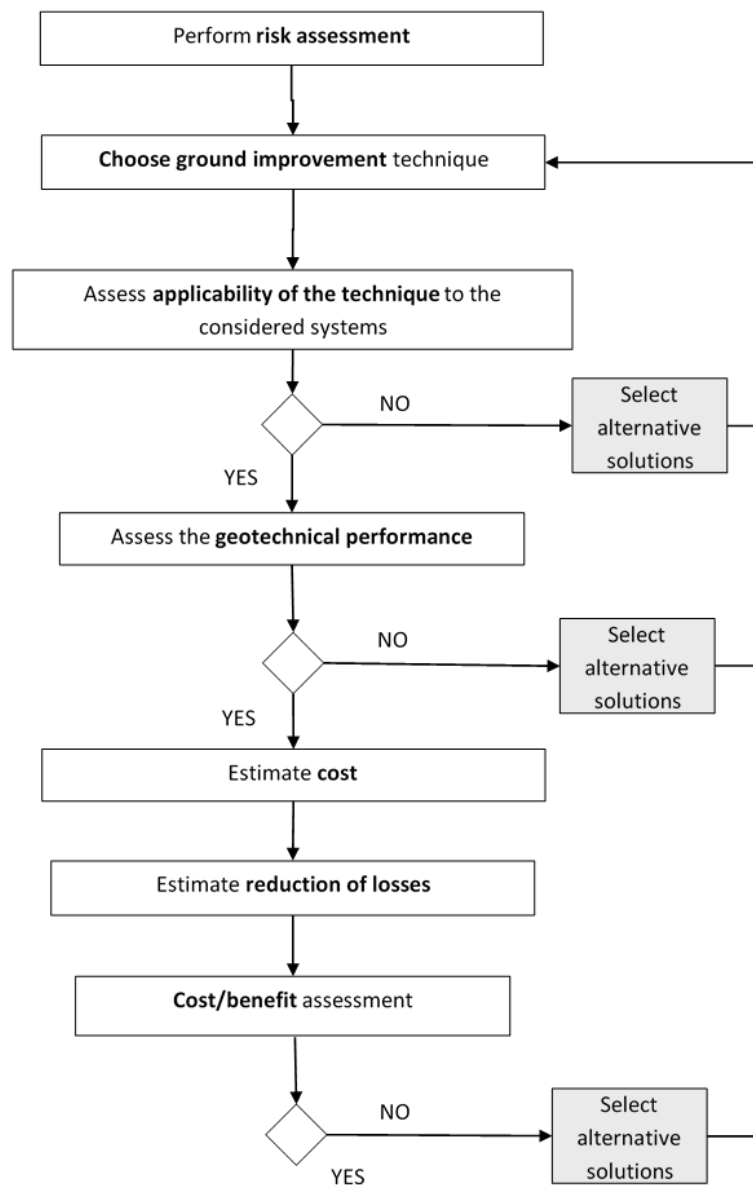 Perform risk assessment
Choose ground improvement technique
Assess applicability of the technique to the
considered systems
NO
Select
alternative
solutions
YES
Assess the geotechnical performance
NO
Select
alternative
solutions
YES
Estimate cost
Estimate reduction of losses
Cost/benefit assessment
NO
Select
alternative
solutions
YES